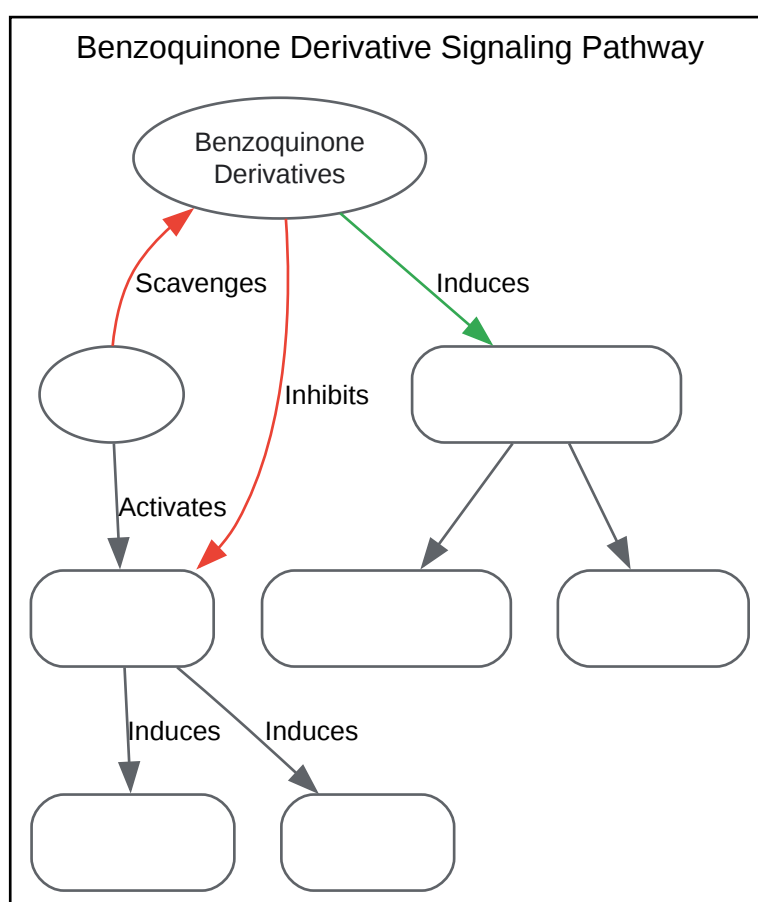 Benzoquinone Derivative Signaling Pathway
Benzoquinone
Derivatives
Scavenges
Induces
Inhibits
Activates
Induces
Induces